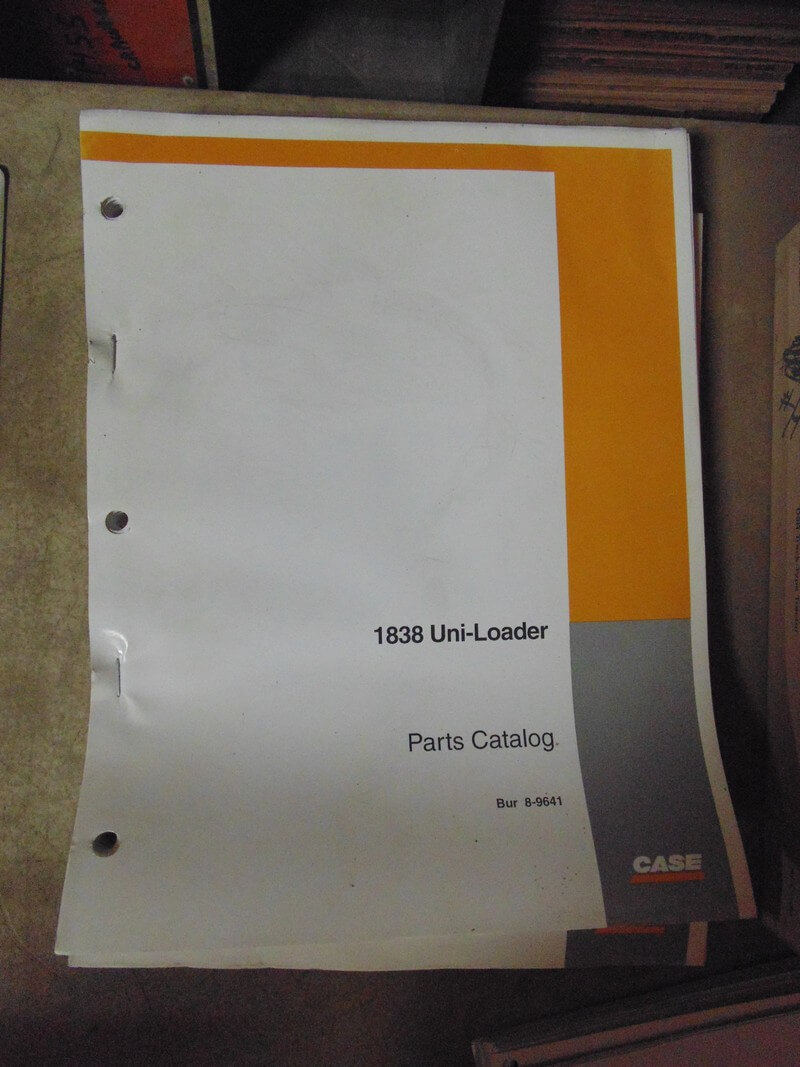 1838 Uni-Loader
Parts Catalog
Bur 8-9641
CASE